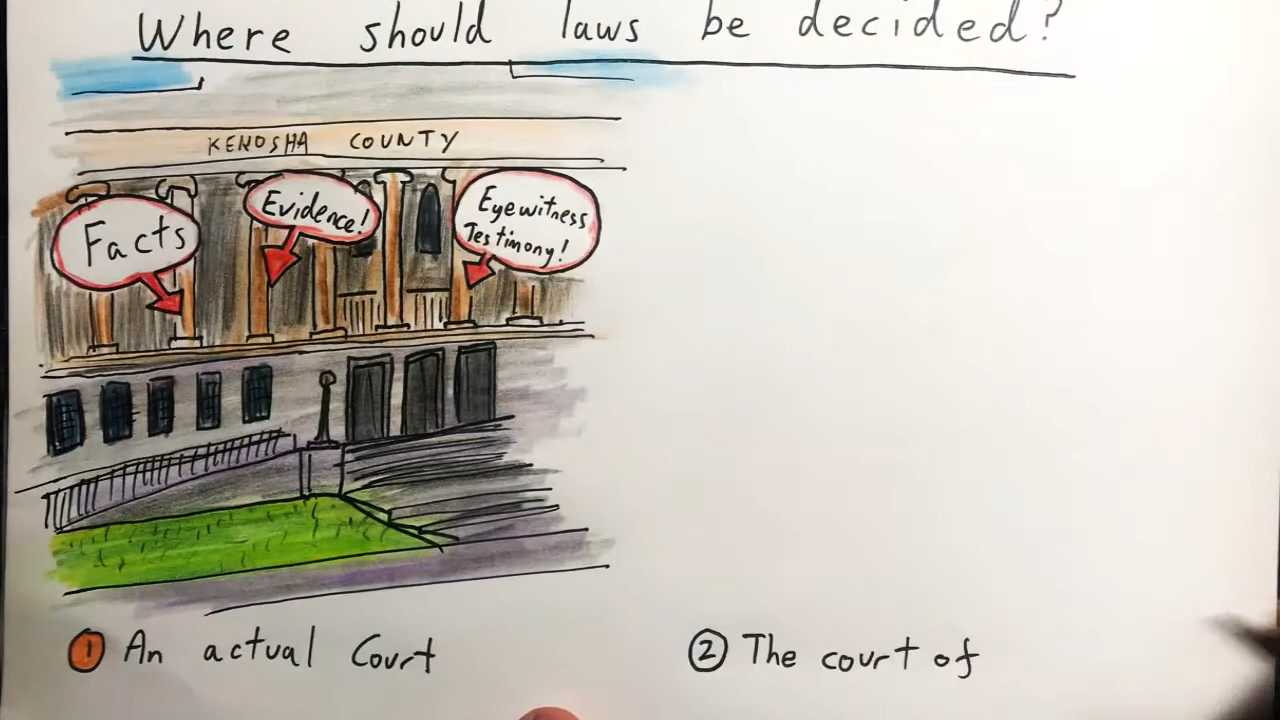 Where should laws be decided?
KENOSHA COUNTY
Facts
Evidence!
Eyewitness
Testimony!
1 An actual Court
2 The court of